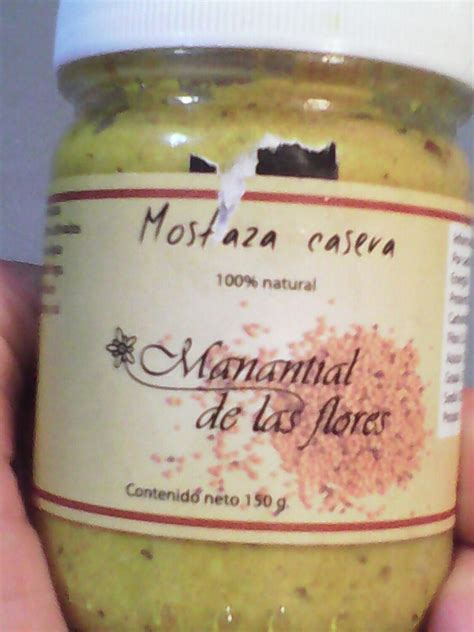 Mostaza casera
100% natural
Manantial
de las flores
Contenido neto 150 g.